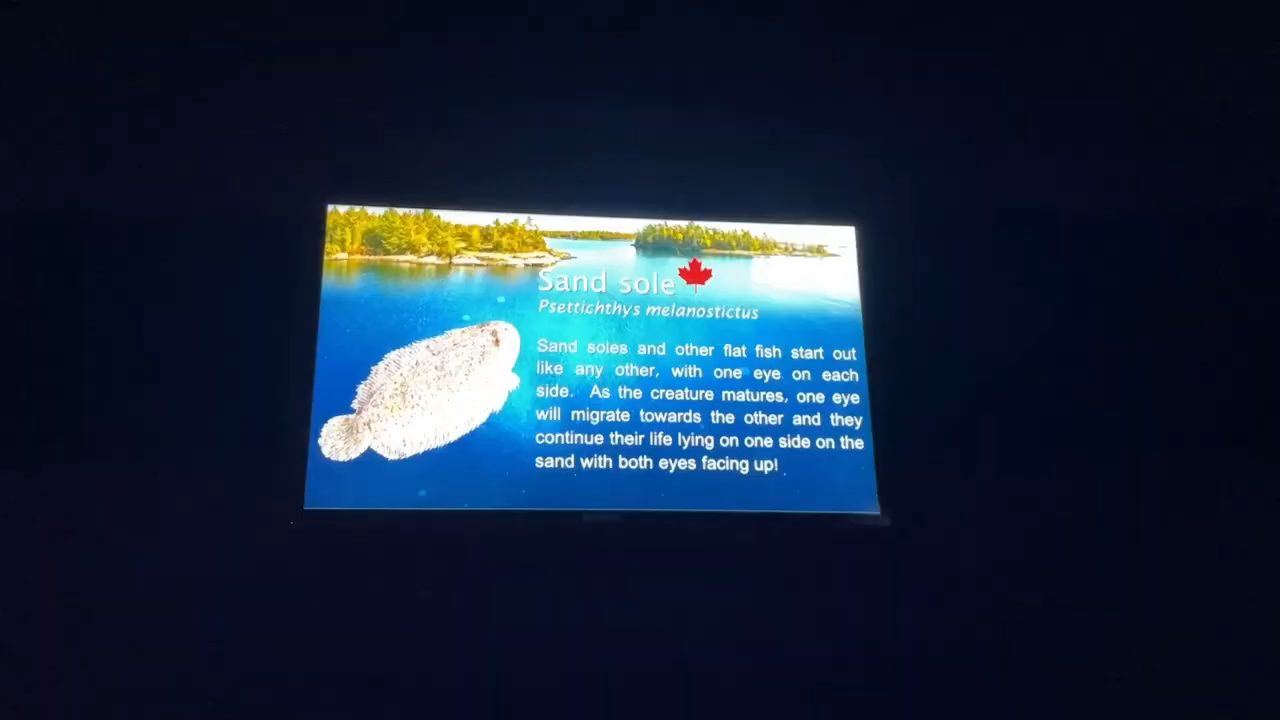 Sand sole
Psettichthys melanostictus
Sand soles and other flat fish start out
like any other, with one eye on each
side. As the creature matures, one eye
will migrate towards the other and they
continue their life lying on one side on the
sand with both eyes facing up!